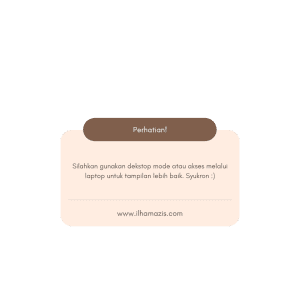 Perhatian!
Silahkan gunakan dekstop mode atau akses melalui
laptop untuk tampilan lebih baik. Syukron :)
www.ilhamazis.com